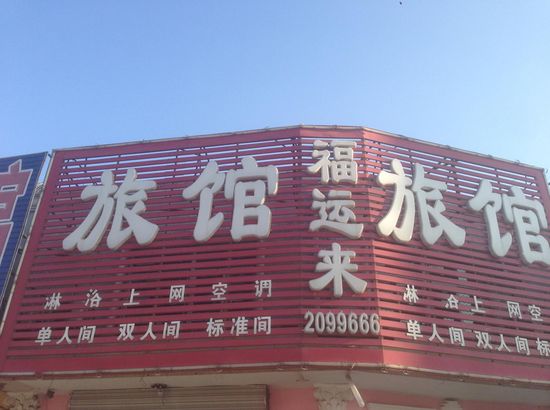 旅馆
淋浴上网空调
单人间 双人间 标准间
福运来
2099666
旅馆
淋浴上网空
单人间 双人间 标